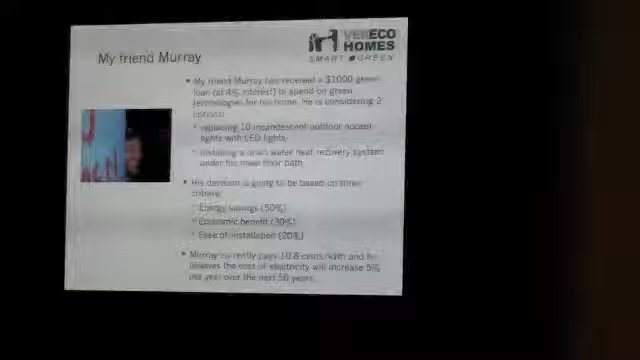 My friend Murray
VERECO
HOMES
SMART GREEN
My friend Murray has received a $1000 green
loan (at 4% interest!) to spend on green
technologies for his home. He is considering 2
options:
replacing 10 incandescent outdoor accent
lights with LED lights
installing a drain water heat recovery system
under his main floor bath
His decision is going to be based on three
criteria:
Energy savings (50%)
Economic benefit (30%)
Ease of installation (20%)
Murray currently pays 10.8 cents/kWh and he
believes the cost of electricity will increase 5%
per year over the next 50 years.